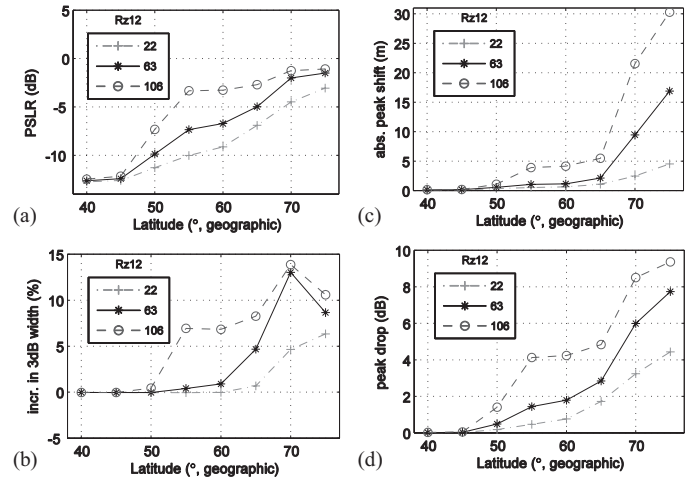 Rz12
22
63
106
0
-5
-10
PSLR (dB)
40 50 60 70
Latitude (°, geographic)
(a)
Rz12
22
63
106
30
25
20
15
10
5
0
abs. peak shift (m)
40 50 60 70
Latitude (°, geographic)
(c)
Rz12
22
63
106
15
10
5
0
-5
incr. in 3dB width (%)
40 50 60 70
Latitude (°, geographic)
(b)
Rz12
22
63
106
10
8
6
4
2
0
peak drop (dB)
40 50 60 70
Latitude (°, geographic)
(d)